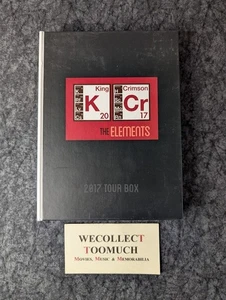 King Crimson
K Cr
20 17
THE ELEMENTS
2017 TOUR BOX
WECOLLECT
TOOMUCH
MOVIES, MUSIC & MEMORABILIA